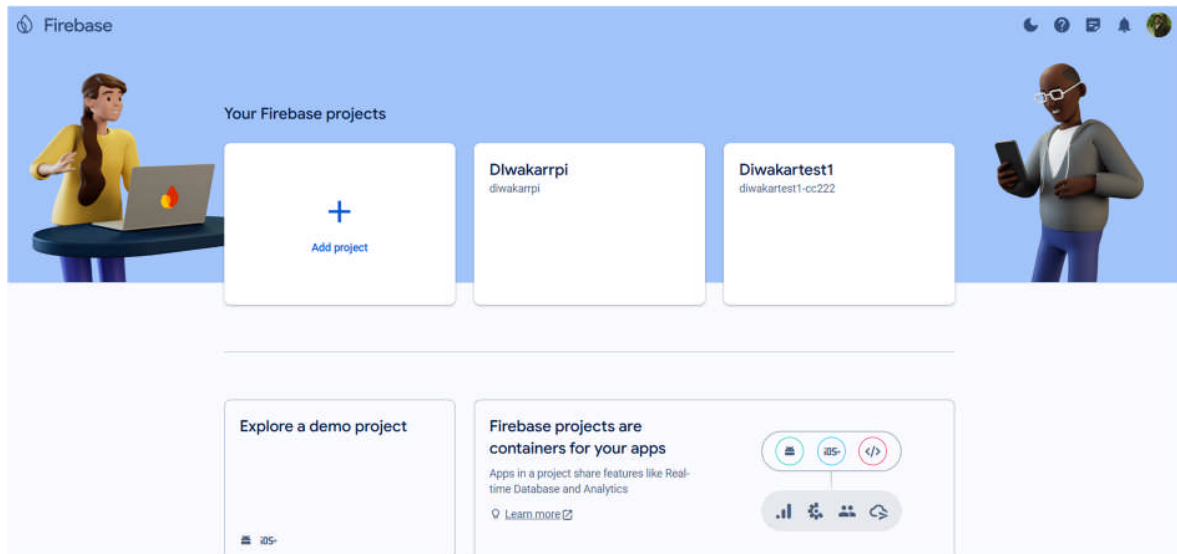 Firebase
Your Firebase projects
Add project
DIwakarrpi
diwakarrpi
Diwakartest1
diwakartest1-cc222
Explore a demo project
iOS+
Firebase projects are
containers for your apps
Apps in a project share features like Real-
time Database and Analytics
Learn more
iOS+